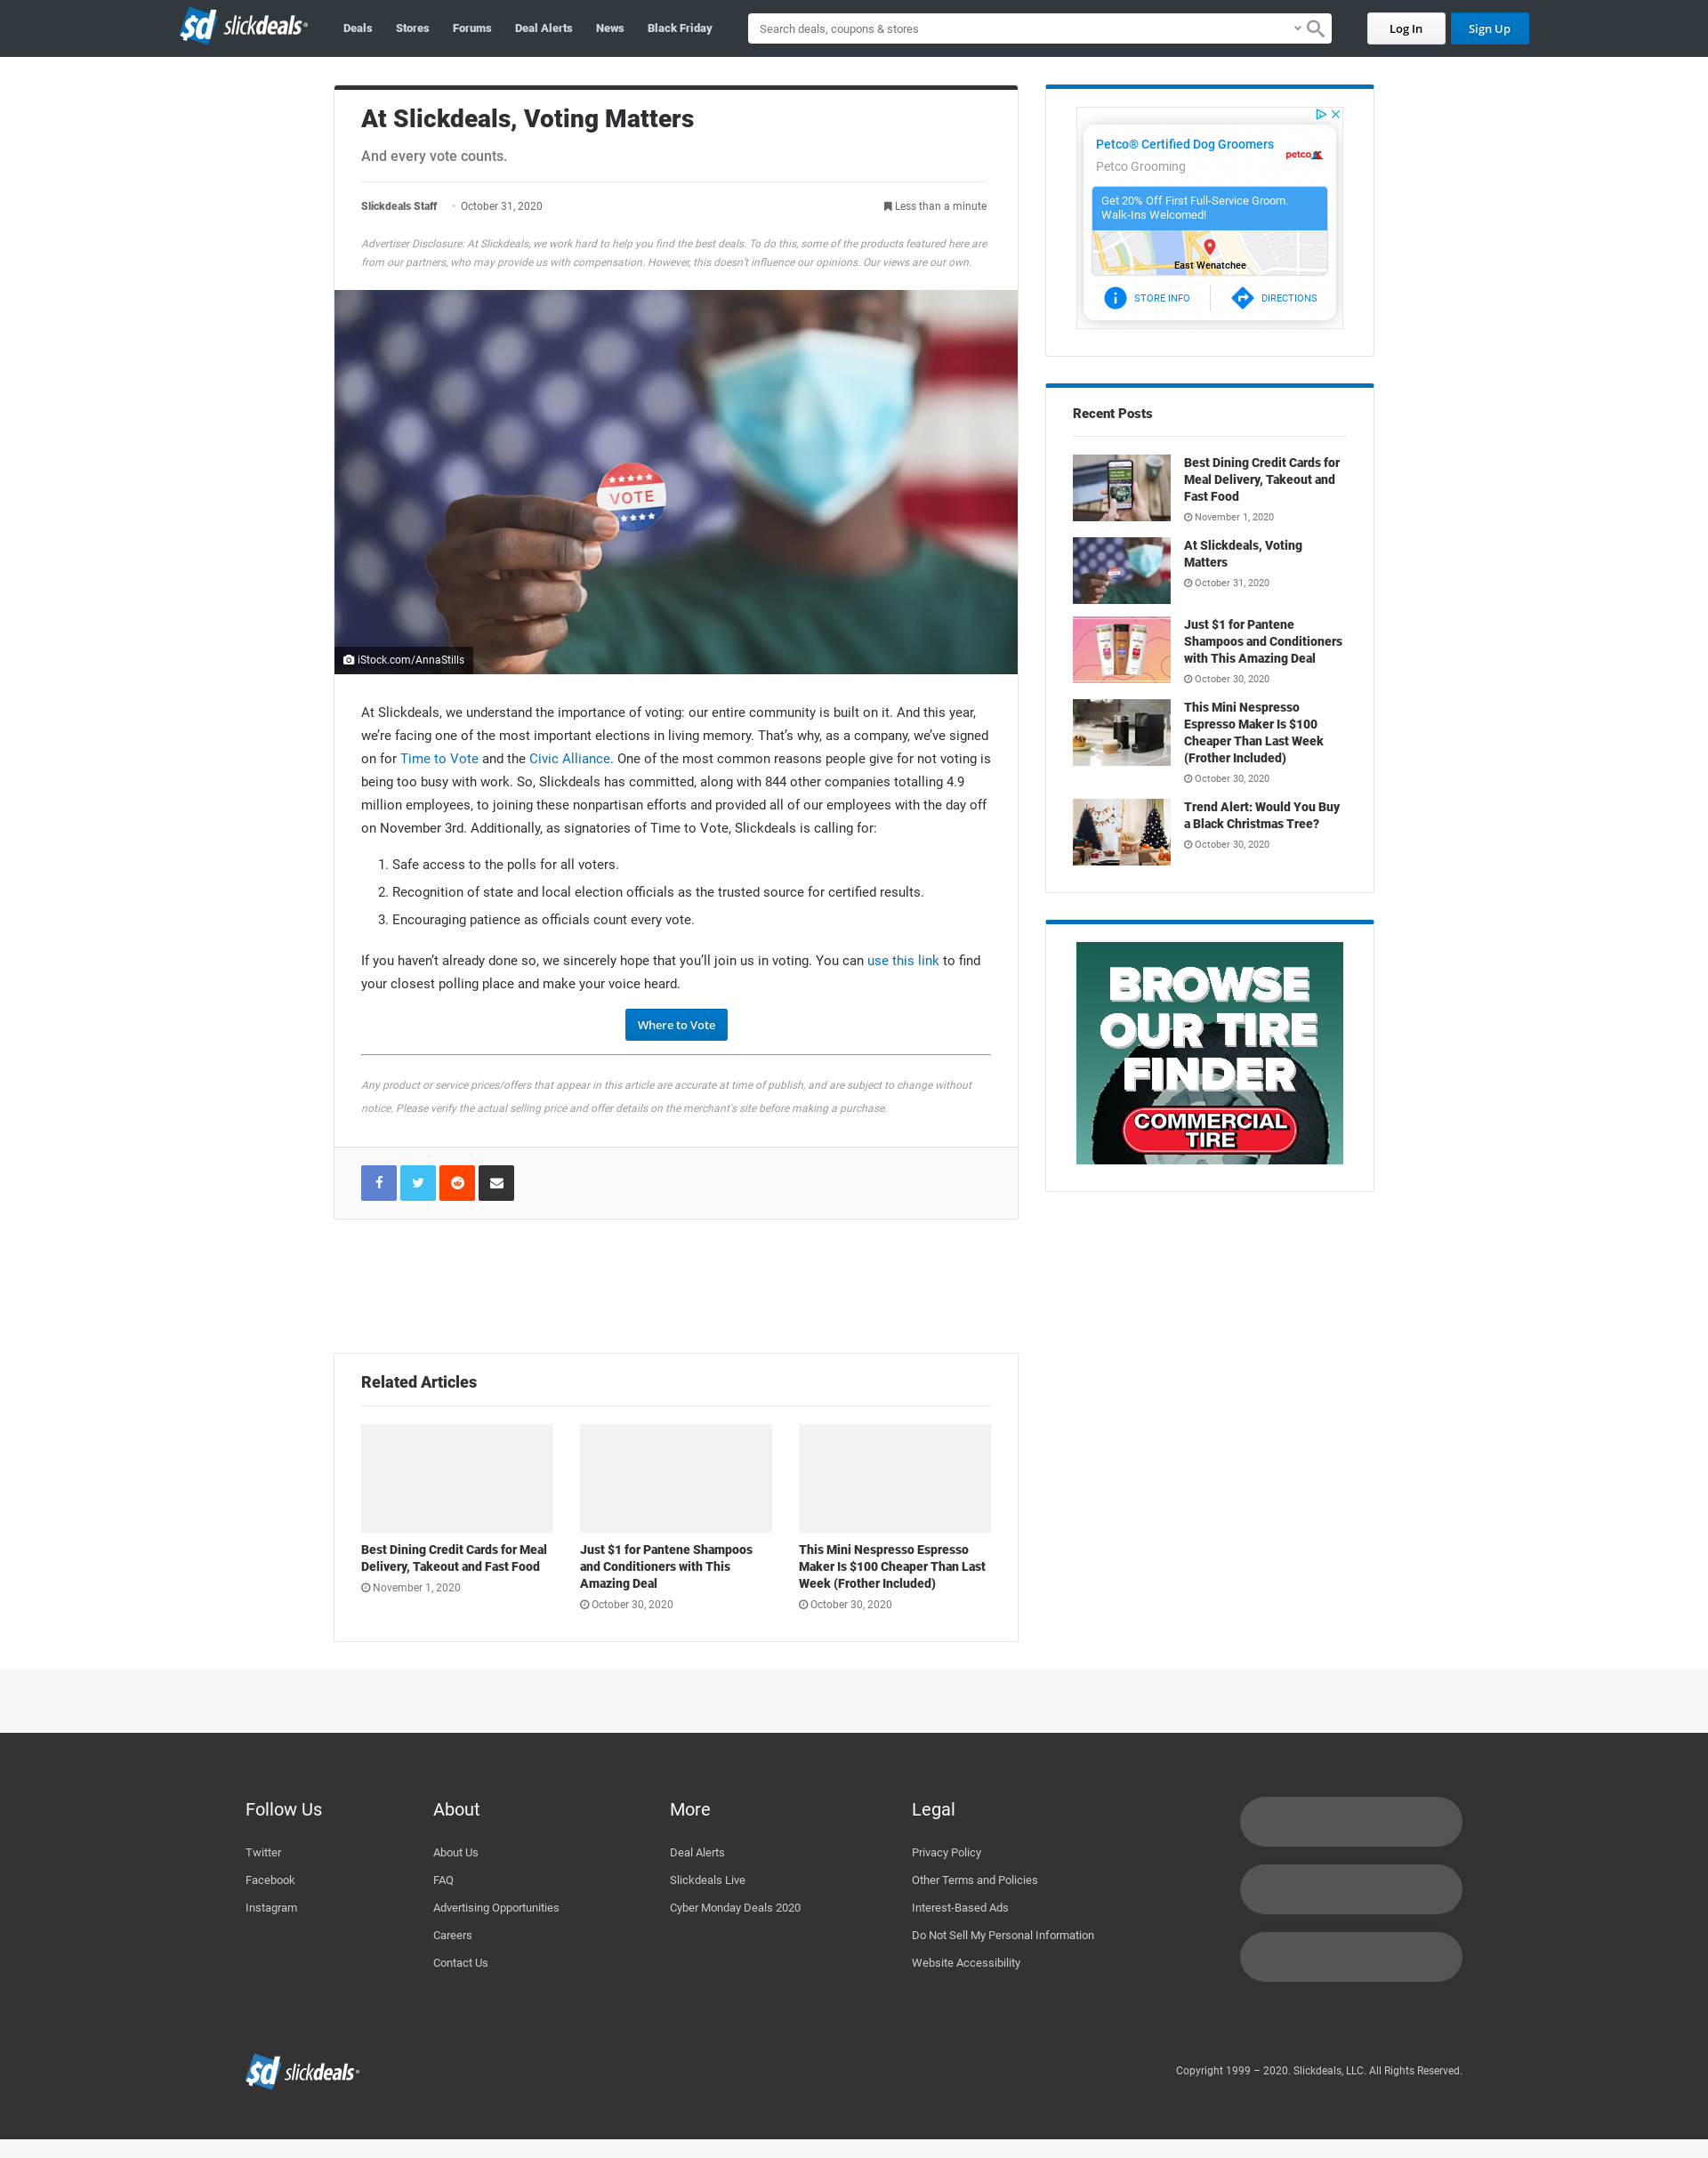 $d slickdeals
Deals Stores Forums Deal Alerts News Black Friday
Search deals, coupons & stores
Log In
Sign Up
At Slickdeals, Voting Matters
And every vote counts.
Slickdeals Staff · October 31, 2020
Less than a minute
Advertiser Disclosure: At Slickdeals, we work hard to help you find the best deals. To do this, some of the products featured here are
from our partners, who may provide us with compensation. However, this doesn’t influence our opinions. Our views are our own.
VOTE
iStock.com/AnnaStills
At Slickdeals, we understand the importance of voting: our entire community is built on it. And this year,
we’re facing one of the most important elections in living memory. That’s why, as a company, we’ve signed
on for Time to Vote and the Civic Alliance. One of the most common reasons people give for not voting is
being too busy with work. So, Slickdeals has committed, along with 844 other companies totalling 4.9
million employees, to joining these nonpartisan efforts and provided all of our employees with the day off
on November 3rd. Additionally, as signatories of Time to Vote, Slickdeals is calling for:
1. Safe access to the polls for all voters.
2. Recognition of state and local election officials as the trusted source for certified results.
3. Encouraging patience as officials count every vote.
If you haven’t already done so, we sincerely hope that you’ll join us in voting. You can use this link to find
your closest polling place and make your voice heard.
Where to Vote
Any product or service prices/offers that appear in this article are accurate at time of publish, and are subject to change without
notice. Please verify the actual selling price and offer details on the merchant’s site before making a purchase.
Petco® Certified Dog Groomers
Petco Grooming
petco
Get 20% Off First Full-Service Groom.
Walk-Ins Welcomed!
East Wenatchee
STORE INFO
DIRECTIONS
Recent Posts
Best Dining Credit Cards for
Meal Delivery, Takeout and
Fast Food
November 1, 2020
At Slickdeals, Voting
Matters
October 31, 2020
Just $1 for Pantene
Shampoos and Conditioners
with This Amazing Deal
October 30, 2020
This Mini Nespresso
Espresso Maker Is $100
Cheaper Than Last Week
(Frother Included)
October 30, 2020
Trend Alert: Would You Buy
a Black Christmas Tree?
October 30, 2020
BROWSE
OUR TIRE
FINDER
COMMERCIAL
TIRE
Related Articles
Best Dining Credit Cards for Meal
Delivery, Takeout and Fast Food
November 1, 2020
Just $1 for Pantene Shampoos
and Conditioners with This
Amazing Deal
October 30, 2020
This Mini Nespresso Espresso
Maker Is $100 Cheaper Than Last
Week (Frother Included)
October 30, 2020
Follow Us
Twitter
Facebook
Instagram
About
About Us
FAQ
Advertising Opportunities
Careers
Contact Us
More
Deal Alerts
Slickdeals Live
Cyber Monday Deals 2020
Legal
Privacy Policy
Other Terms and Policies
Interest-Based Ads
Do Not Sell My Personal Information
Website Accessibility
$d slickdeals
Copyright 1999 – 2020. Slickdeals, LLC. All Rights Reserved.